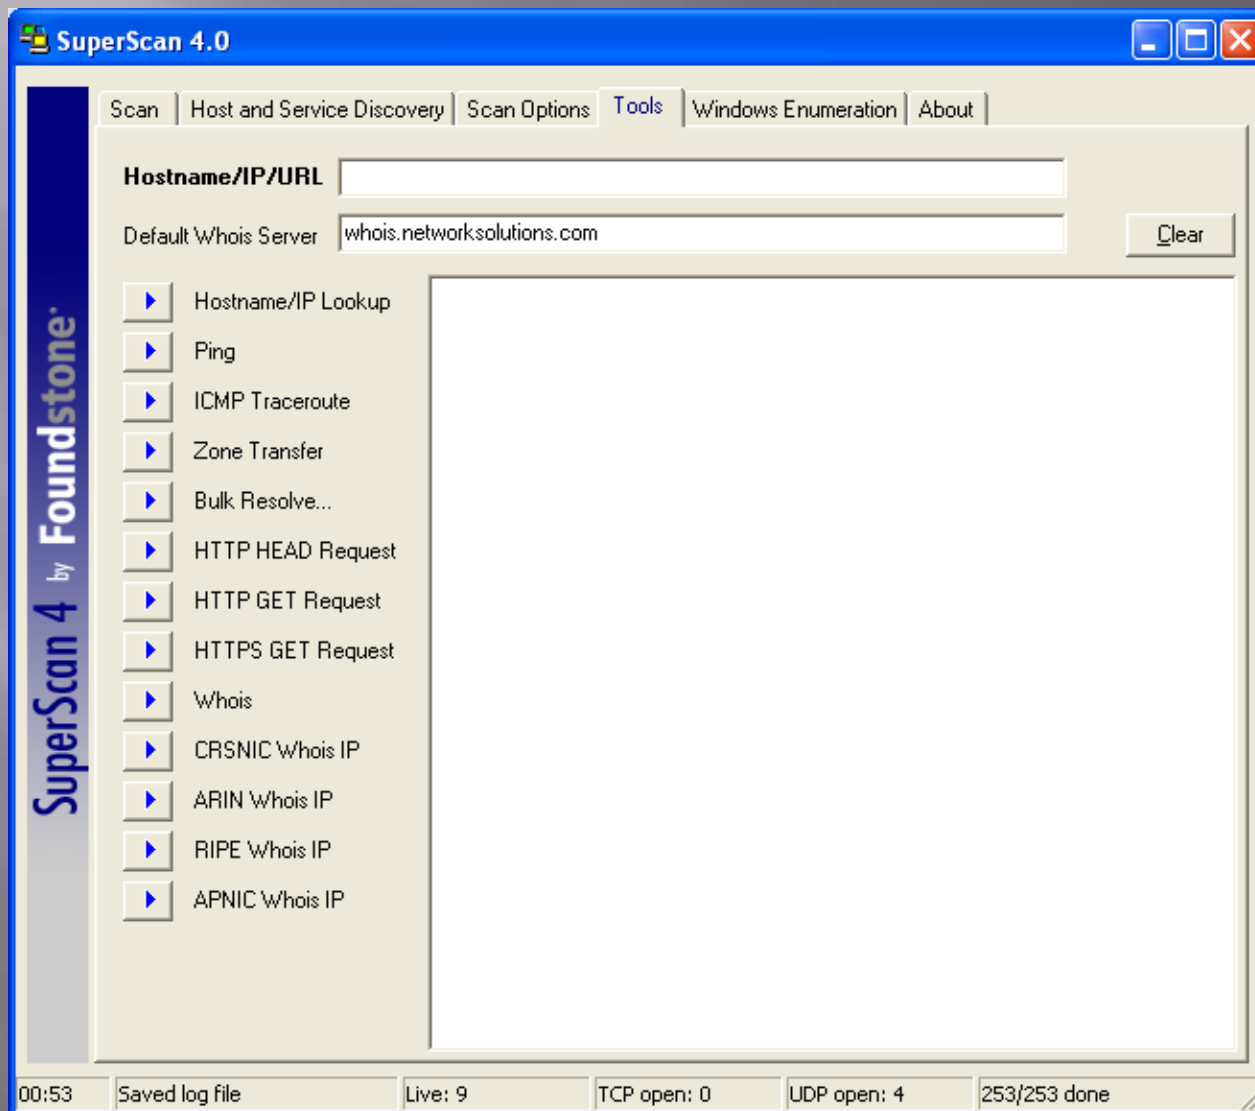 SuperScan 4.0
Scan
Host and Service Discovery
Scan Options
Tools
Windows Enumeration
About
Hostname/IP/URL
Default Whois Server
whois.networksolutions.com
Clear
Hostname/IP Lookup
Ping
ICMP Traceroute
Zone Transfer
Bulk Resolve...
HTTP HEAD Request
HTTP GET Request
HTTPS GET Request
Whois
CRSNIC Whois IP
ARIN Whois IP
RIPE Whois IP
APNIC Whois IP
SuperScan 4 by Foundstone
00:53
Saved log file
Live: 9
TCP open: 0
UDP open: 4
253/253 done